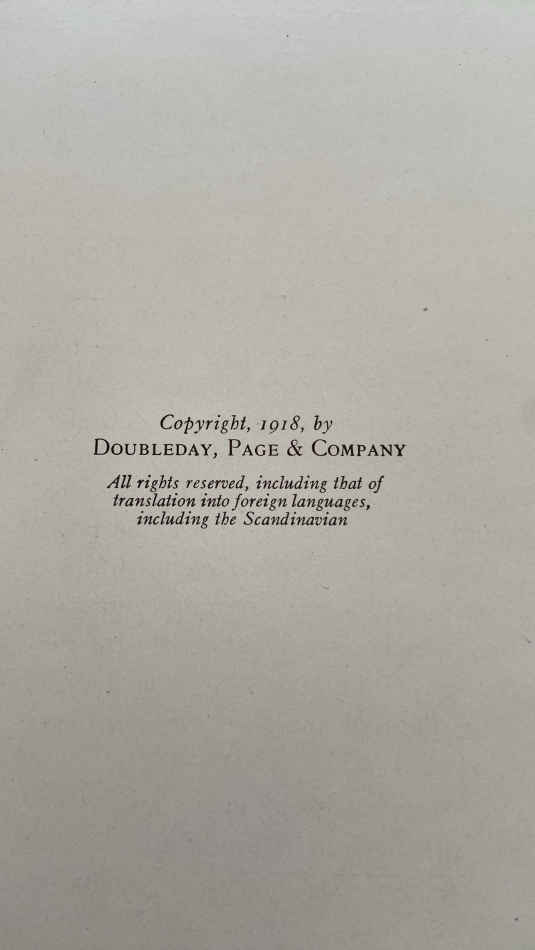 Copyright, 1918, by
DOUBLEDAY, PAGE & COMPANY
All rights reserved, including that of
translation into foreign languages,
including the Scandinavian